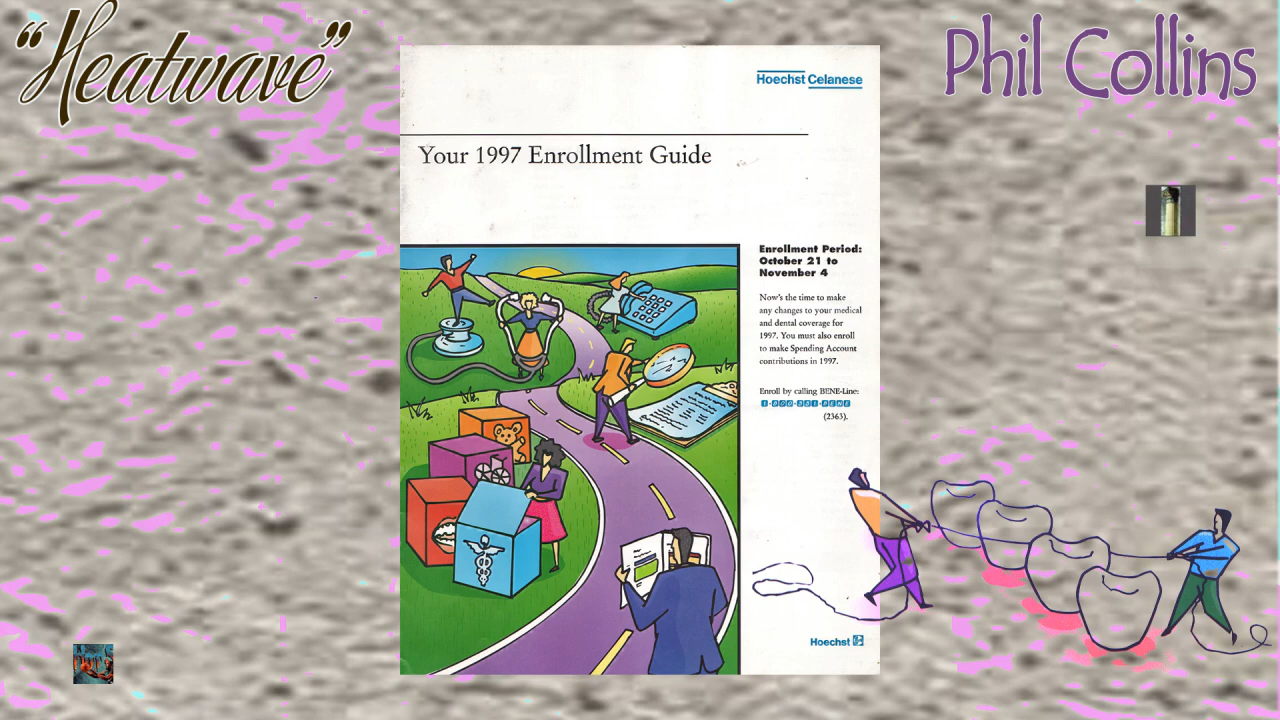 “Heatwave”
Phil Collins
Hoechst Celanese
Your 1997 Enrollment Guide
Enrollment Period:
October 21 to
November 4
Now's the time to make
any changes to your medical
and dental coverage for
1997. You must also enroll
to make Spending Account
contributions in 1997.
Enroll by calling BENE-Line:
(2363).
Hoechst